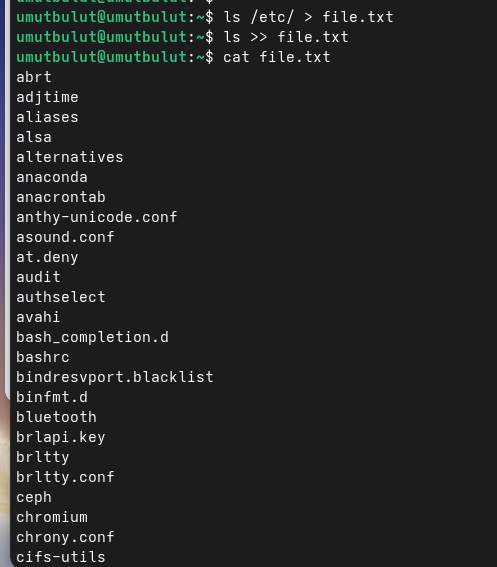 umutbulut@umutbulut:~$ ls /etc/ > file.txt
umutbulut@umutbulut:~$ ls >> file.txt
umutbulut@umutbulut:~$ cat file.txt
abrt
adjtime
aliases
alsa
alternatives
anaconda
anacrontab
anthy-unicode.conf
asound.conf
at.deny
audit
authselect
avahi
bash_completion.d
bashrc
bindresvport.blacklist
binfmt.d
bluetooth
brlapi.key
brltty
brltty.conf
ceph
chromium
chrony.conf
cifs-utils